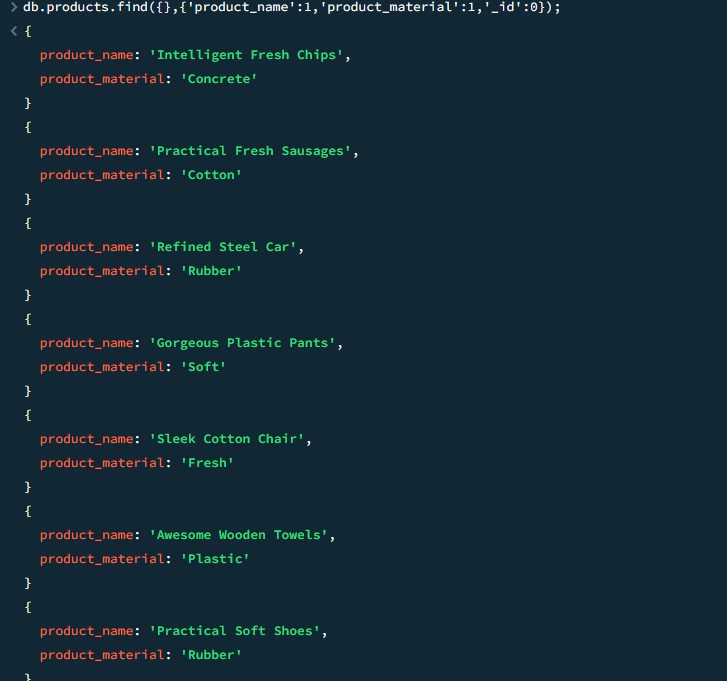 > db.products.find({},{'product_name':1,'product_material':1,'_id':0});
< {
product_name: 'Intelligent Fresh Chips',
product_material: 'Concrete'
}
{
product_name: 'Practical Fresh Sausages',
product_material: 'Cotton'
}
{
product_name: 'Refined Steel Car',
product_material: 'Rubber'
}
{
product_name: 'Gorgeous Plastic Pants',
product_material: 'Soft'
}
{
product_name: 'Sleek Cotton Chair',
product_material: 'Fresh'
}
{
product_name: 'Awesome Wooden Towels',
product_material: 'Plastic'
}
{
product_name: 'Practical Soft Shoes',
product_material: 'Rubber'
}